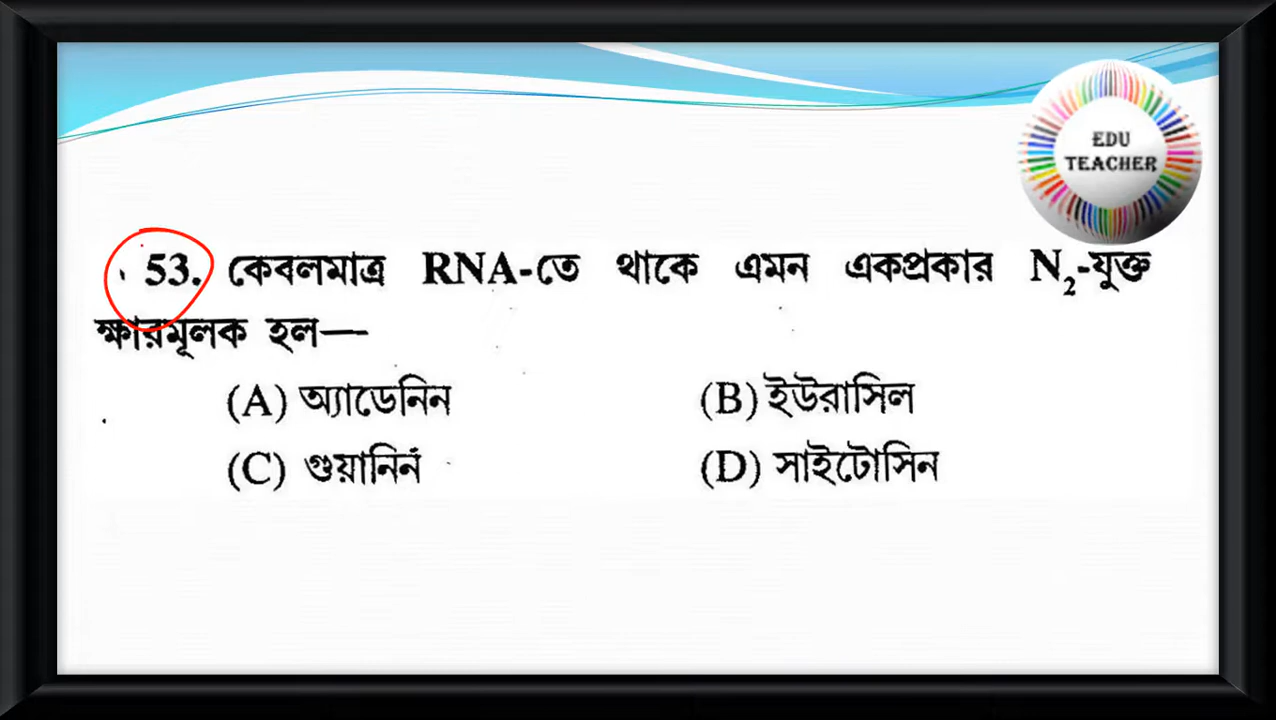 EDU
TEACHER
53. কেবলমাত্র RNA-তে থাকে এমন একপ্রকার N₂-যুক্ত
ক্ষারমূলক হল—
(A) অ্যাডেনিন (B) ইউরাসিল
(C) গুয়ানিন (D) সাইটোসিন